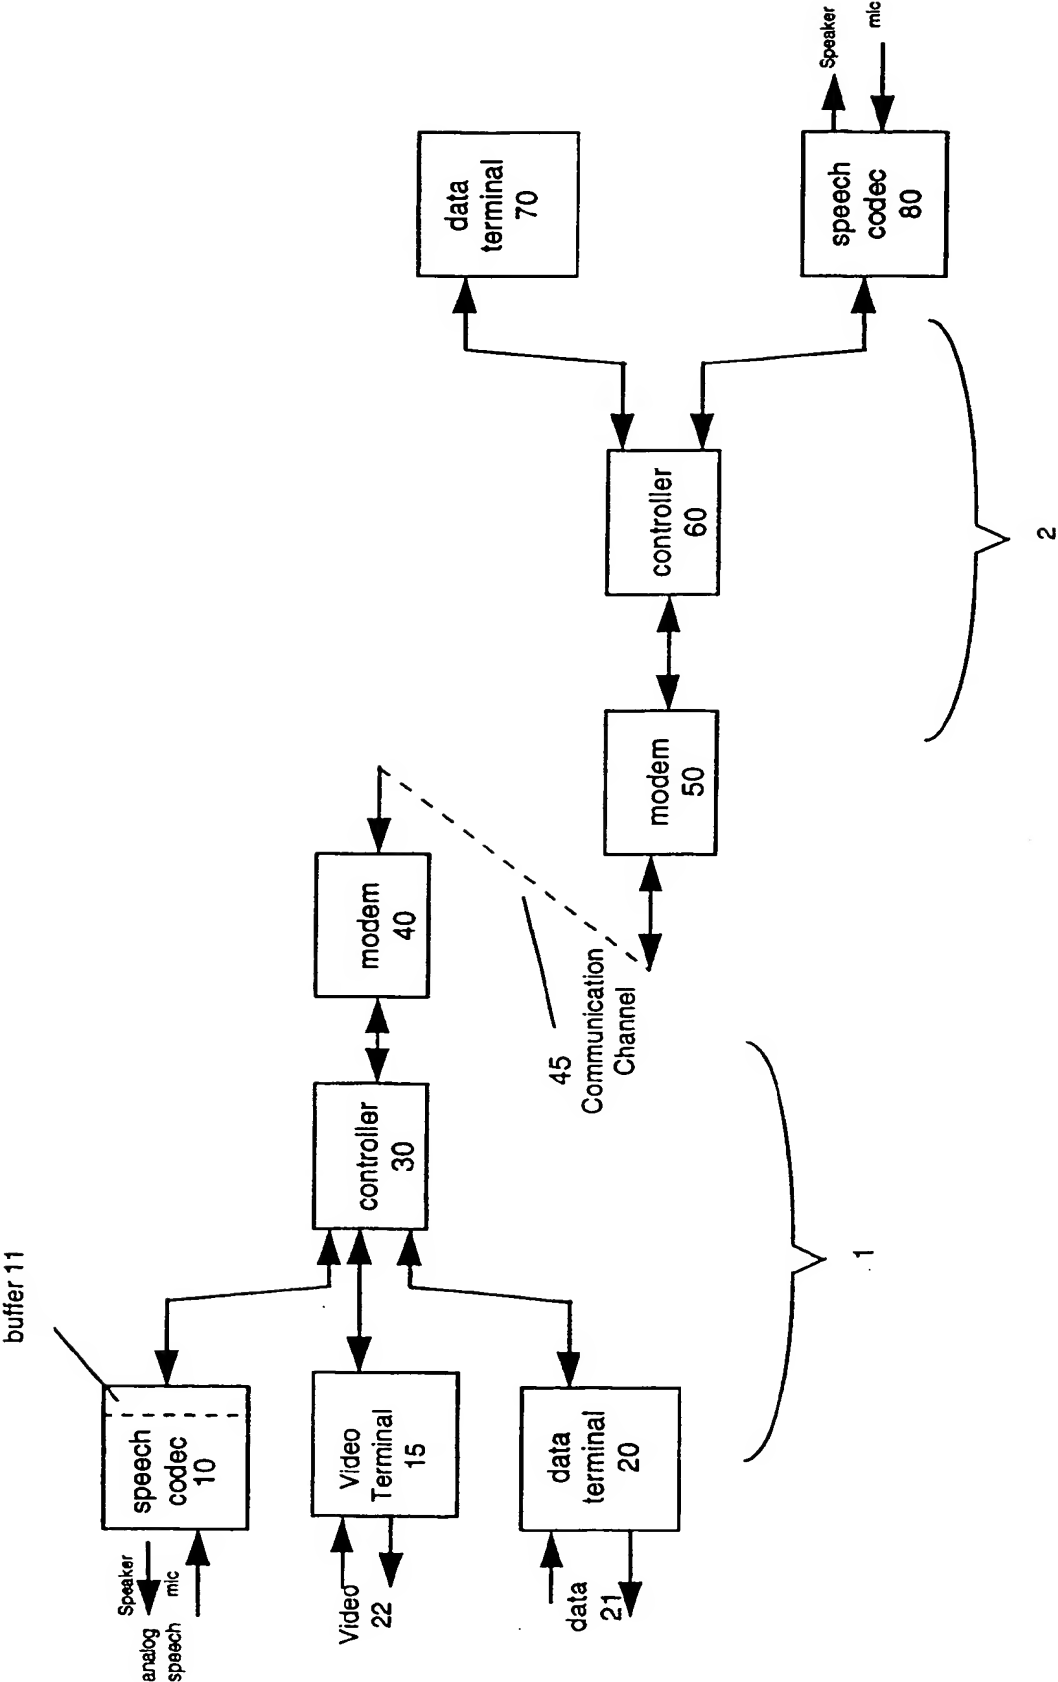 buffer 11
analog
speech
Speaker
mic
speech
codec
10
Video
22
Video
Terminal
15
data
21
data
terminal
20
controller
30
modem
40
45
Communication
Channel
1
modem
50
controller
60
data
terminal
70
speech
codec
80
Speaker
mic
2